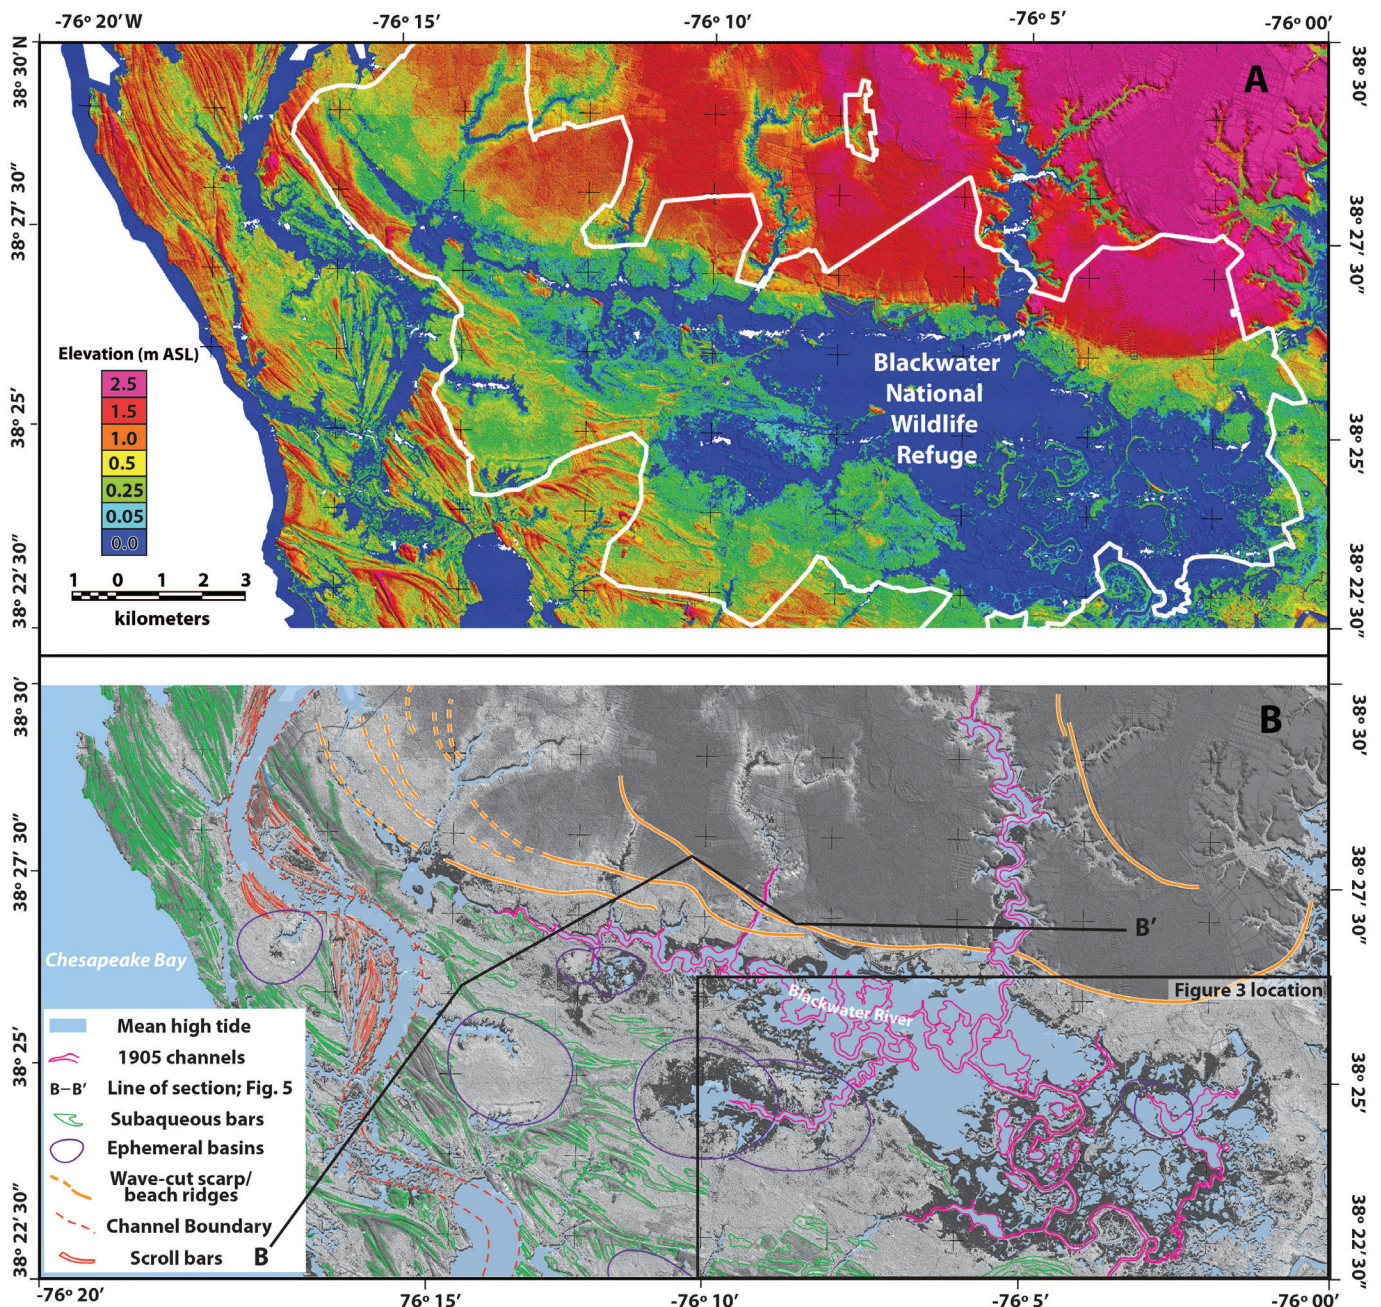 -76° 20' W
-76° 15'
-76° 10'
-76° 5'
-76° 00'
38° 30' N
38° 27' 30"
38° 25'
38° 22' 30"
38° 30'
38° 27' 30"
38° 25'
38° 22' 30"
A
Blackwater
National
Wildlife
Refuge
Elevation (m ASL)
2.5
1.5
1.0
0.5
0.25
0.05
0.0
1 0 1 2 3
kilometers
38° 30'
38° 27' 30"
38° 25'
38° 22' 30"
38° 30'
38° 27' 30"
38° 25'
38° 22' 30"
B
B'
Chesapeake Bay
Figure 3 location
Blackwater River
Mean high tide
1905 channels
B–B' Line of section; Fig. 5
Subaqueous bars
Ephemeral basins
Wave-cut scarp/
beach ridges
Channel Boundary
Scroll bars
B
-76° 20'
-76° 15'
-76° 10'
-76° 5'
-76° 00'